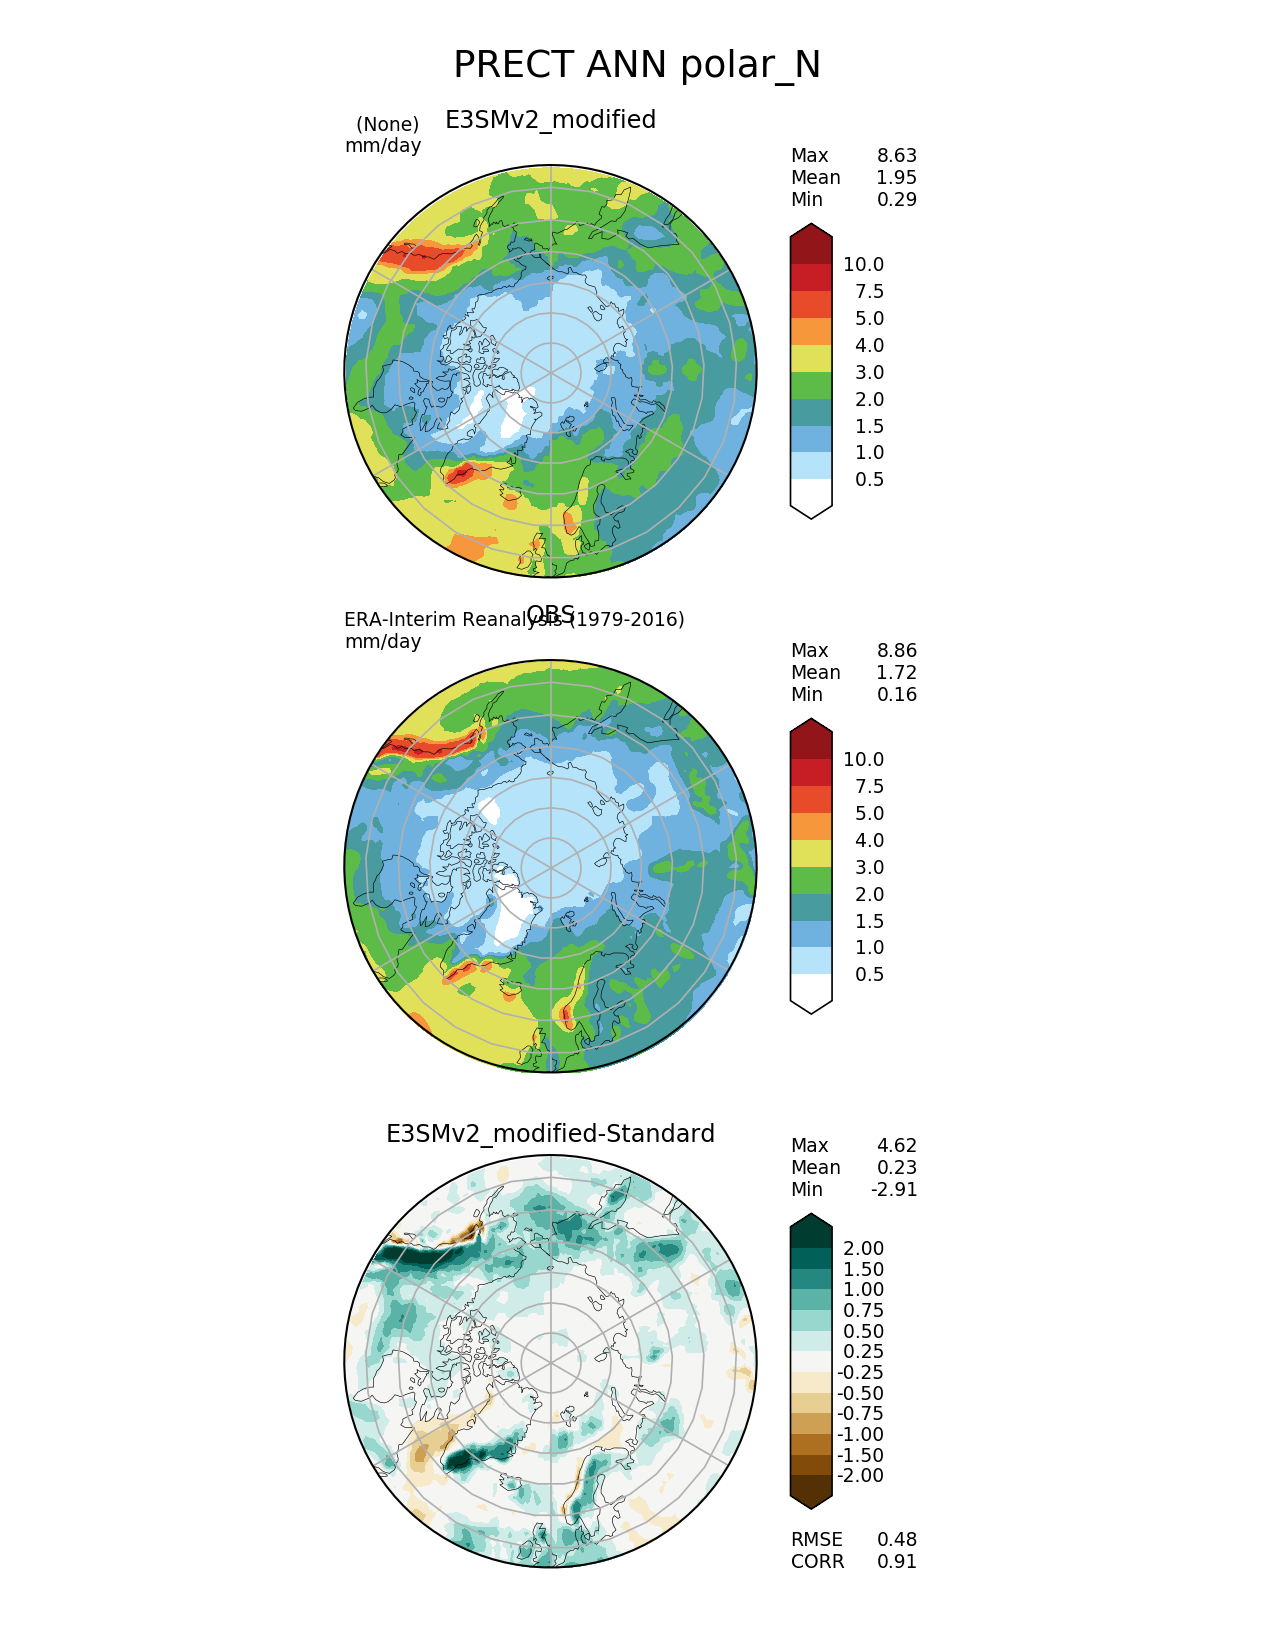 PRECT ANN polar_N
E3SMv2_modified
(None)
mm/day
Max 8.63
Mean 1.95
Min 0.29
10.0
7.5
5.0
4.0
3.0
2.0
1.5
1.0
0.5
OBS
ERA-Interim Reanalysis (1979-2016)
mm/day
Max 8.86
Mean 1.72
Min 0.16
10.0
7.5
5.0
4.0
3.0
2.0
1.5
1.0
0.5
E3SMv2_modified-Standard
Max 4.62
Mean 0.23
Min -2.91
2.00
1.50
1.00
0.75
0.50
0.25
-0.25
-0.50
-0.75
-1.00
-1.50
-2.00
RMSE 0.48
CORR 0.91